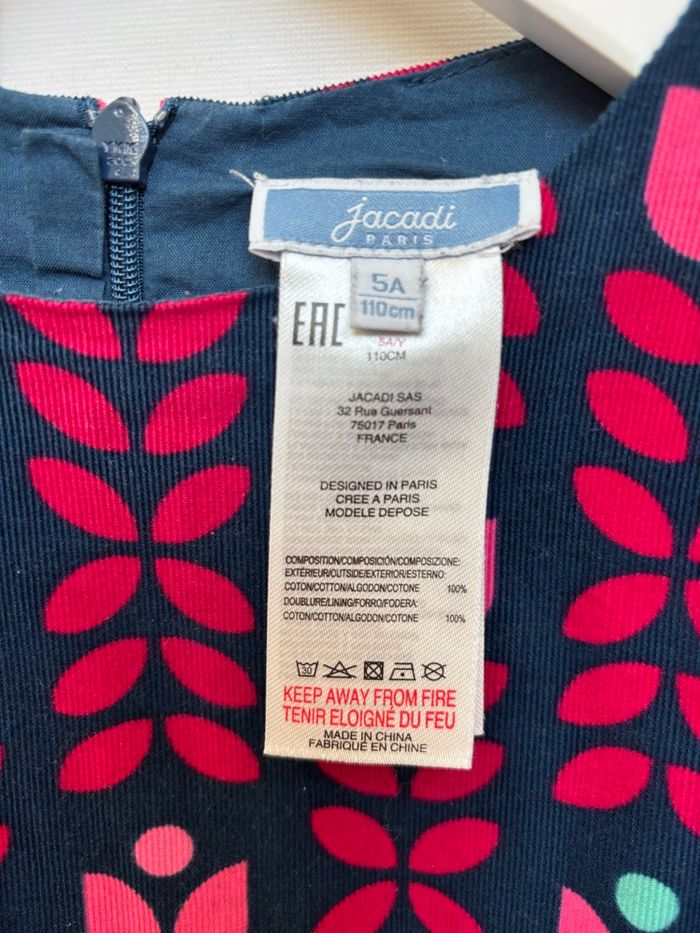 YKK
jacadi
PARIS
5A
110cm
EAC
5A/Y
110CM
JACADI SAS
32 Rue Guersant
75017 Paris
FRANCE
DESIGNED IN PARIS
CREE A PARIS
MODELE DEPOSE
COMPOSITION/COMPOSICIÓN/COMPOSIZIONE:
EXTÉRIEUR/OUTSIDE/EXTERIOR/ESTERNO:
COTON/COTTON/ALGODON/COTONE 100%
DOUBLURE/LINING/FORRO/FODERA:
COTON/COTTON/ALGODON/COTONE 100%
30
KEEP AWAY FROM FIRE
TENIR ELOIGNÉ DU FEU
MADE IN CHINA
FABRIQUÉ EN CHINE